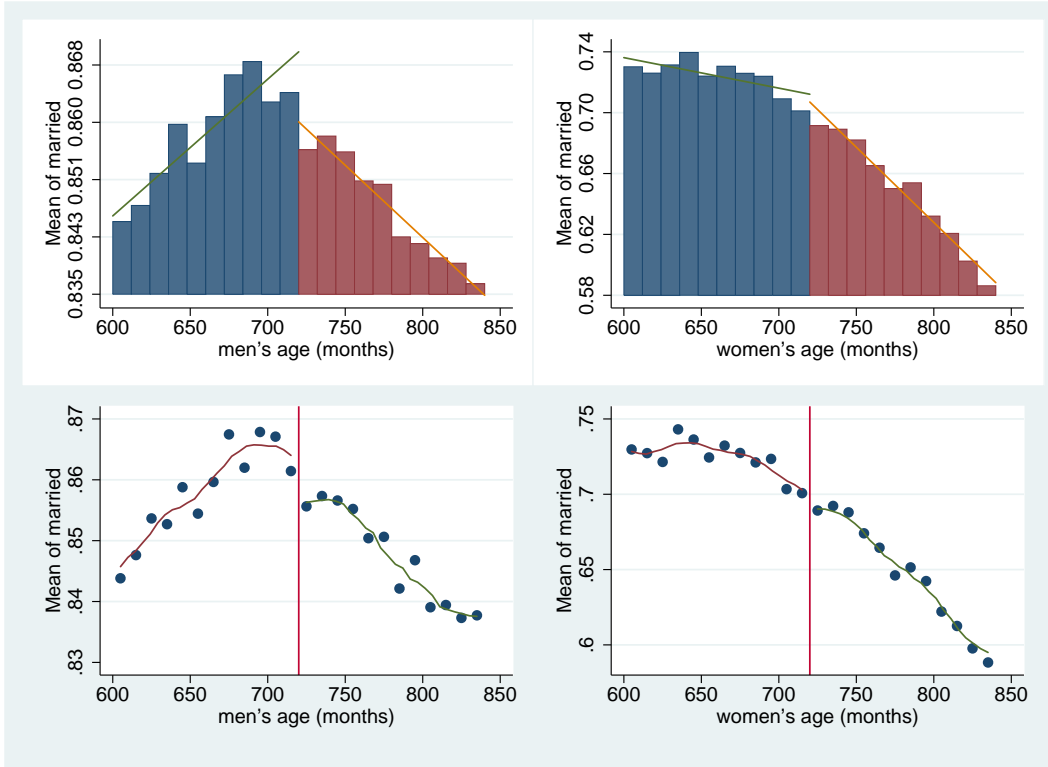 Mean of married
0.868
0.860
0.851
0.843
0.835
600 650 700 750 800 850
men's age (months)
Mean of married
0.74
0.70
0.66
0.62
0.58
600 650 700 750 800 850
women's age (months)
Mean of married
.87
.86
.85
.84
.83
600 650 700 750 800 850
men's age (months)
Mean of married
.75
.7
.65
.6
600 650 700 750 800 850
women's age (months)